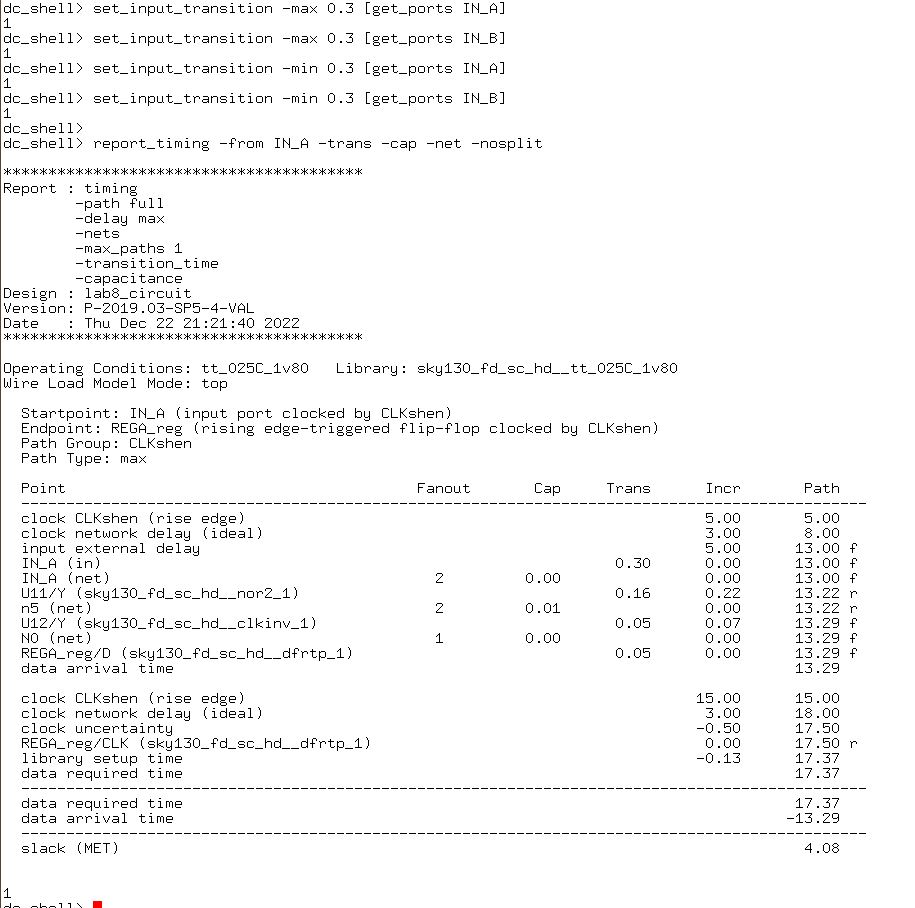 dc_shell> set_input_transition -max 0.3 [get_ports IN_A]
1
dc_shell> set_input_transition -max 0.3 [get_ports IN_B]
1
dc_shell> set_input_transition -min 0.3 [get_ports IN_A]
1
dc_shell> set_input_transition -min 0.3 [get_ports IN_B]
1
dc_shell>
dc_shell> report_timing -from IN_A -trans -cap -net -nosplit
****************************************
Report : timing
-path full
-delay max
-nets
-max_paths 1
-transition_time
-capacitance
Design : lab8_circuit
Version: P-2019.03-SP5-4-VAL
Date : Thu Dec 22 21:21:40 2022
****************************************
Operating Conditions: tt_025C_1v80 Library: sky130_fd_sc_hd__tt_025C_1v80
Wire Load Model Mode: top
Startpoint: IN_A (input port clocked by CLKshen)
Endpoint: REGA_reg (rising edge-triggered flip-flop clocked by CLKshen)
Path Group: CLKshen
Path Type: max
Point Fanout Cap Trans Incr Path
clock CLKshen (rise edge) 5.00 5.00
clock network delay (ideal) 3.00 8.00
input external delay 5.00 13.00 f
IN_A (in) 0.30 0.00 13.00 f
IN_A (net) 2 0.00 0.00 13.00 f
U11/Y (sky130_fd_sc_hd__nor2_1) 0.16 0.22 13.22 r
n5 (net) 2 0.01 0.00 13.22 r
U12/Y (sky130_fd_sc_hd__clkinv_1) 0.05 0.07 13.29 f
N0 (net) 1 0.00 0.00 13.29 f
REGA_reg/D (sky130_fd_sc_hd__dfrtp_1) 0.05 0.00 13.29 f
data arrival time 13.29
clock CLKshen (rise edge) 15.00 15.00
clock network delay (ideal) 3.00 18.00
clock uncertainty -0.50 17.50
REGA_reg/CLK (sky130_fd_sc_hd__dfrtp_1) 0.00 17.50 r
library setup time -0.13 17.37
data required time 17.37
data required time 17.37
data arrival time -13.29
slack (MET) 4.08
1
dc_shell>